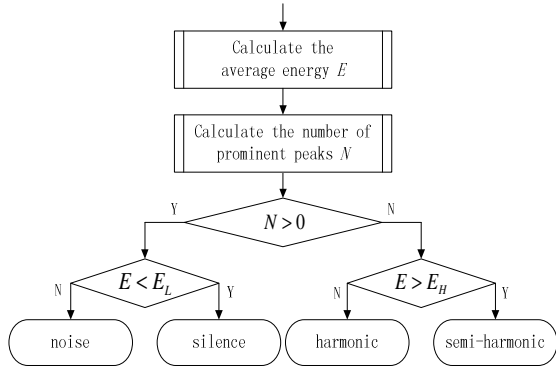 Calculate the
average energy E
Calculate the number of
prominent peaks N
Y
N > 0
N
N
E < E_L
Y
N
E > E_H
Y
noise
silence
harmonic
semi-harmonic